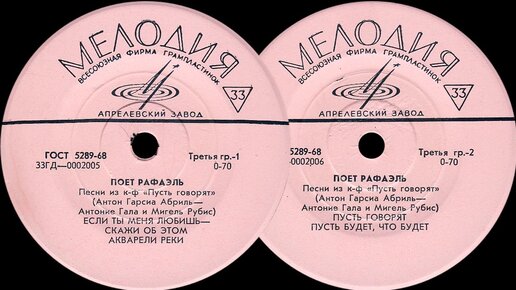 МЕЛОДИЯ
ВСЕСОЮЗНАЯ ФИРМА ГРАМПЛАСТИНОК
33
АПРЕЛЕВСКИЙ ЗАВОД
ГОСТ 5289-68
Третья гр.-1
33ГД—0002005
0-70
ПОЕТ РАФАЭЛЬ
Песни из к-ф «Пусть говорят»
(Антон Гарсиа Абриль—
Антонио Гала и Мигель Рубис)
ЕСЛИ ТЫ МЕНЯ ЛЮБИШЬ—
СКАЖИ ОБ ЭТОМ
АКВАРЕЛИ РЕКИ
МЕЛОДИЯ
ВСЕСОЮЗНАЯ ФИРМА ГРАМПЛАСТИНОК
33
АПРЕЛЕВСКИЙ ЗАВОД
5289-68
Третья гр.-2
0002006
0-70
ПОЕТ РАФАЭЛЬ
Песни из к-ф «Пусть говорят»
(Антон Гарсиа Абриль—
Антонио Гала и Мигель Рубис)
ПУСТЬ ГОВОРЯТ
ПУСТЬ БУДЕТ, ЧТО БУДЕТ